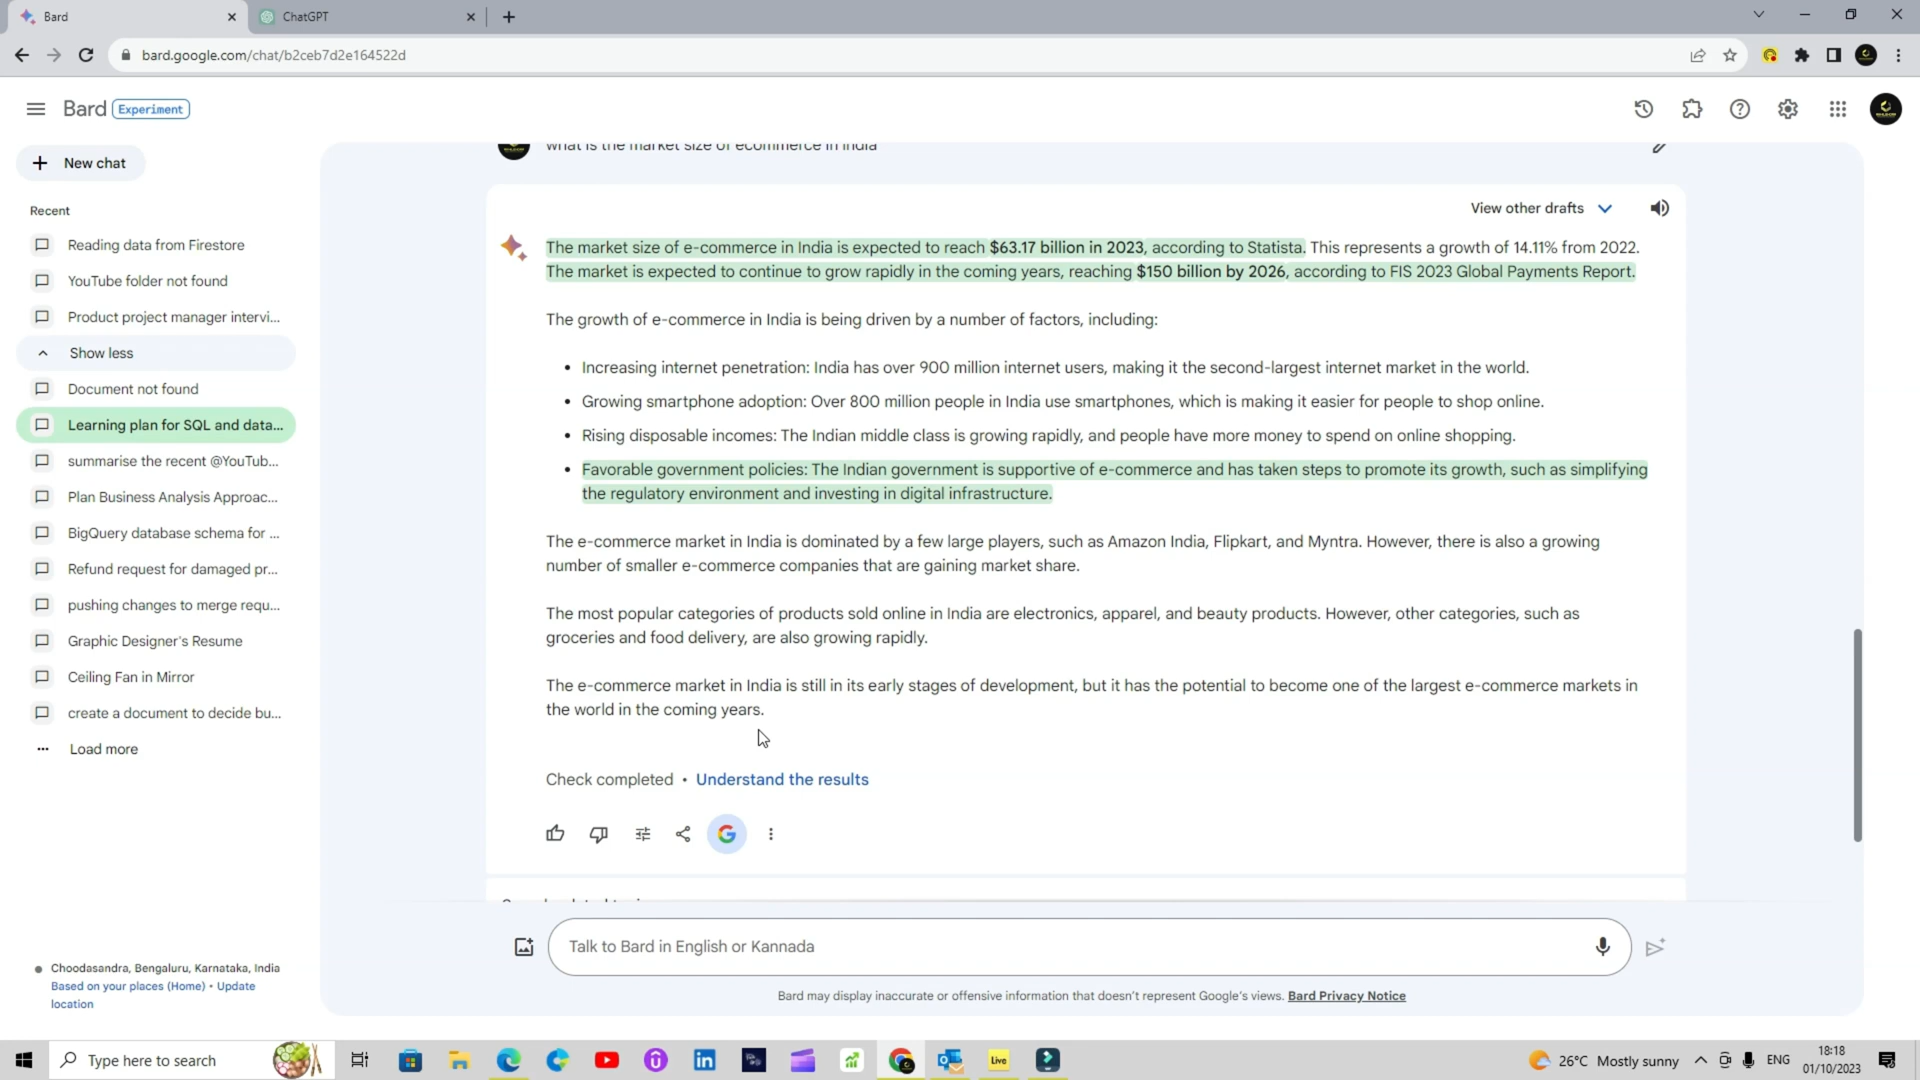 Bard
ChatGPT
bard.google.com/chat/b2ceb7d2e164522d
Bard Experiment
New chat
Recent
Reading data from Firestore
YouTube folder not found
Product project manager intervi...
Show less
Document not found
Learning plan for SQL and data...
summarise the recent @YouTub...
Plan Business Analysis Approac...
BigQuery database schema for ...
Refund request for damaged pr...
pushing changes to merge requ...
Graphic Designer's Resume
Ceiling Fan in Mirror
create a document to decide bu...
Load more
Choodasandra, Bengaluru, Karnataka, India
Based on your places (Home) • Update
location
what is the market size of ecommerce in india
View other drafts
The market size of e-commerce in India is expected to reach $63.17 billion in 2023, according to Statista. This represents a growth of 14.11% from 2022.
The market is expected to continue to grow rapidly in the coming years, reaching $150 billion by 2026, according to FIS 2023 Global Payments Report.
The growth of e-commerce in India is being driven by a number of factors, including:
• Increasing internet penetration: India has over 900 million internet users, making it the second-largest internet market in the world.
• Growing smartphone adoption: Over 800 million people in India use smartphones, which is making it easier for people to shop online.
• Rising disposable incomes: The Indian middle class is growing rapidly, and people have more money to spend on online shopping.
• Favorable government policies: The Indian government is supportive of e-commerce and has taken steps to promote its growth, such as simplifying
the regulatory environment and investing in digital infrastructure.
The e-commerce market in India is dominated by a few large players, such as Amazon India, Flipkart, and Myntra. However, there is also a growing
number of smaller e-commerce companies that are gaining market share.
The most popular categories of products sold online in India are electronics, apparel, and beauty products. However, other categories, such as
groceries and food delivery, are also growing rapidly.
The e-commerce market in India is still in its early stages of development, but it has the potential to become one of the largest e-commerce markets in
the world in the coming years.
Check completed • Understand the results
Talk to Bard in English or Kannada
Bard may display inaccurate or offensive information that doesn't represent Google's views. Bard Privacy Notice
Type here to search
Live
26°C Mostly sunny
ENG
18:18
01/10/2023